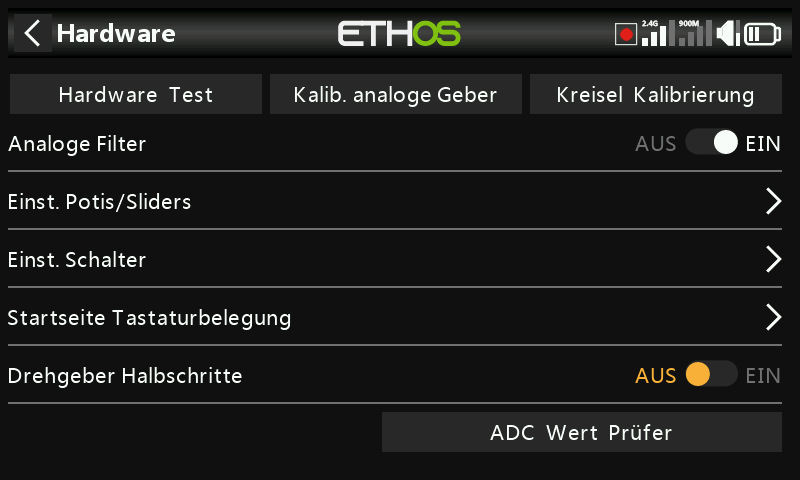 Hardware ETHOS 2.4G 900M
Hardware Test Kalib. analoge Geber Kreisel Kalibrierung
Analoge Filter AUS EIN
Einst. Potis/Sliders
Einst. Schalter
Startseite Tastaturbelegung
Drehgeber Halbschritte AUS EIN
ADC Wert Prüfer